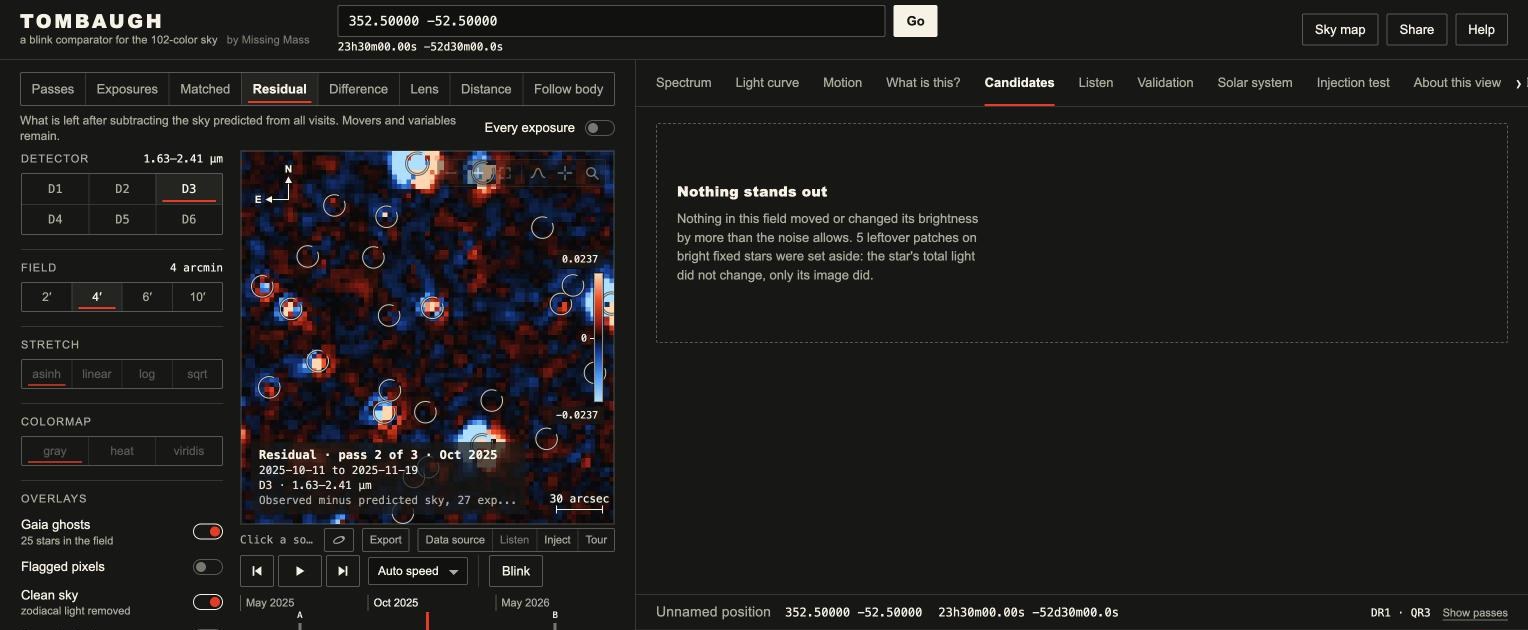 TOMBAUGH
a blink comparator for the 102-color sky by Missing Mass
352.50000 −52.50000
Go
23h30m00.00s −52d30m00.0s
Sky map
Share
Help
Passes
Exposures
Matched
Residual
Difference
Lens
Distance
Follow body
What is left after subtracting the sky predicted from all visits. Movers and variables
remain.
Every exposure
DETECTOR
1.63–2.41 µm
D1
D2
D3
D4
D5
D6
FIELD
4 arcmin
2′
4′
6′
10′
STRETCH
asinh
linear
log
sqrt
COLORMAP
gray
heat
viridis
OVERLAYS
Gaia ghosts
25 stars in the field
Flagged pixels
Clean sky
zodiacal light removed
N
E
0.0237
0
−0.0237
Residual · pass 2 of 3 · Oct 2025
2025−10−11 to 2025−11−19
D3 · 1.63–2.41 µm
Observed minus predicted sky, 27 exp...
30 arcsec
Click a so…
Export
Data source
Listen
Inject
Tour
Auto speed
Blink
May 2025
Oct 2025
May 2026
A
B
Spectrum
Light curve
Motion
What is this?
Candidates
Listen
Validation
Solar system
Injection test
About this view
Nothing stands out
Nothing in this field moved or changed its brightness
by more than the noise allows. 5 leftover patches on
bright fixed stars were set aside: the star's total light
did not change, only its image did.
Unnamed position 352.50000 −52.50000 23h30m00.00s −52d30m00.0s
DR1 · QR3 Show passes